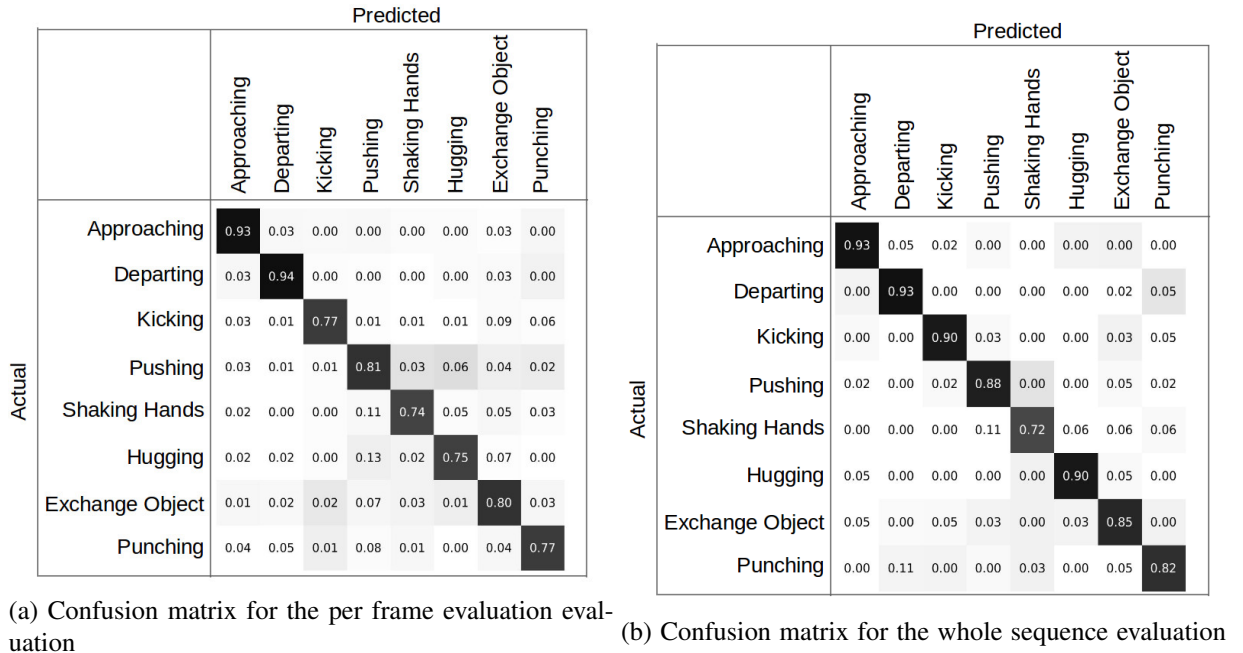 Predicted
Approaching
Departing
Kicking
Pushing
Shaking Hands
Hugging
Exchange Object
Punching
Actual
Approaching 0.93 0.03 0.00 0.00 0.00 0.00 0.03 0.00
Departing 0.03 0.94 0.00 0.00 0.00 0.00 0.03 0.00
Kicking 0.03 0.01 0.77 0.01 0.01 0.01 0.09 0.06
Pushing 0.03 0.01 0.01 0.81 0.03 0.06 0.04 0.02
Shaking Hands 0.02 0.00 0.00 0.11 0.74 0.05 0.05 0.03
Hugging 0.02 0.02 0.00 0.13 0.02 0.75 0.07 0.00
Exchange Object 0.01 0.02 0.02 0.07 0.03 0.01 0.80 0.03
Punching 0.04 0.05 0.01 0.08 0.01 0.00 0.04 0.77
(a) Confusion matrix for the per frame evaluation eval-
uation
Predicted
Approaching
Departing
Kicking
Pushing
Shaking Hands
Hugging
Exchange Object
Punching
Actual
Approaching 0.93 0.05 0.02 0.00 0.00 0.00 0.00 0.00
Departing 0.00 0.93 0.00 0.00 0.00 0.00 0.02 0.05
Kicking 0.00 0.00 0.90 0.03 0.00 0.00 0.03 0.05
Pushing 0.02 0.00 0.02 0.88 0.00 0.00 0.05 0.02
Shaking Hands 0.00 0.00 0.00 0.11 0.72 0.06 0.06 0.06
Hugging 0.05 0.00 0.00 0.00 0.00 0.90 0.05 0.00
Exchange Object 0.05 0.00 0.05 0.03 0.00 0.03 0.85 0.00
Punching 0.00 0.11 0.00 0.00 0.03 0.00 0.05 0.82
(b) Confusion matrix for the whole sequence evaluation